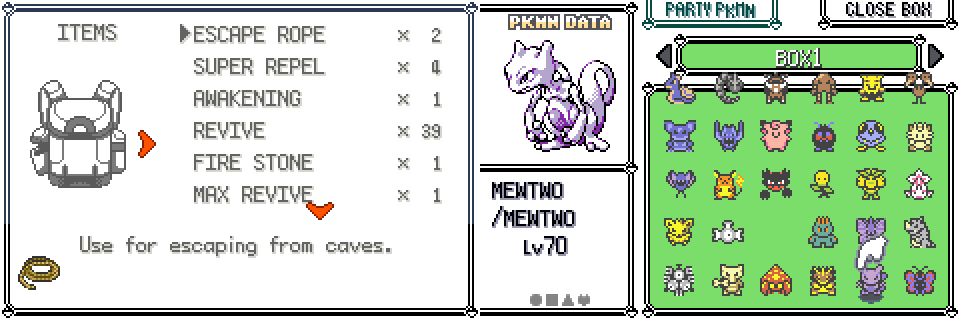 ITEMS
ESCAPE ROPE × 2
SUPER REPEL × 4
AWAKENING × 1
REVIVE × 39
FIRE STONE × 1
MAX REVIVE × 1
Use for escaping from caves.
PKMN DATA
MEWTWO
/MEWTWO
Lv70
PARTY PKMN
CLOSE BOX
BOX1